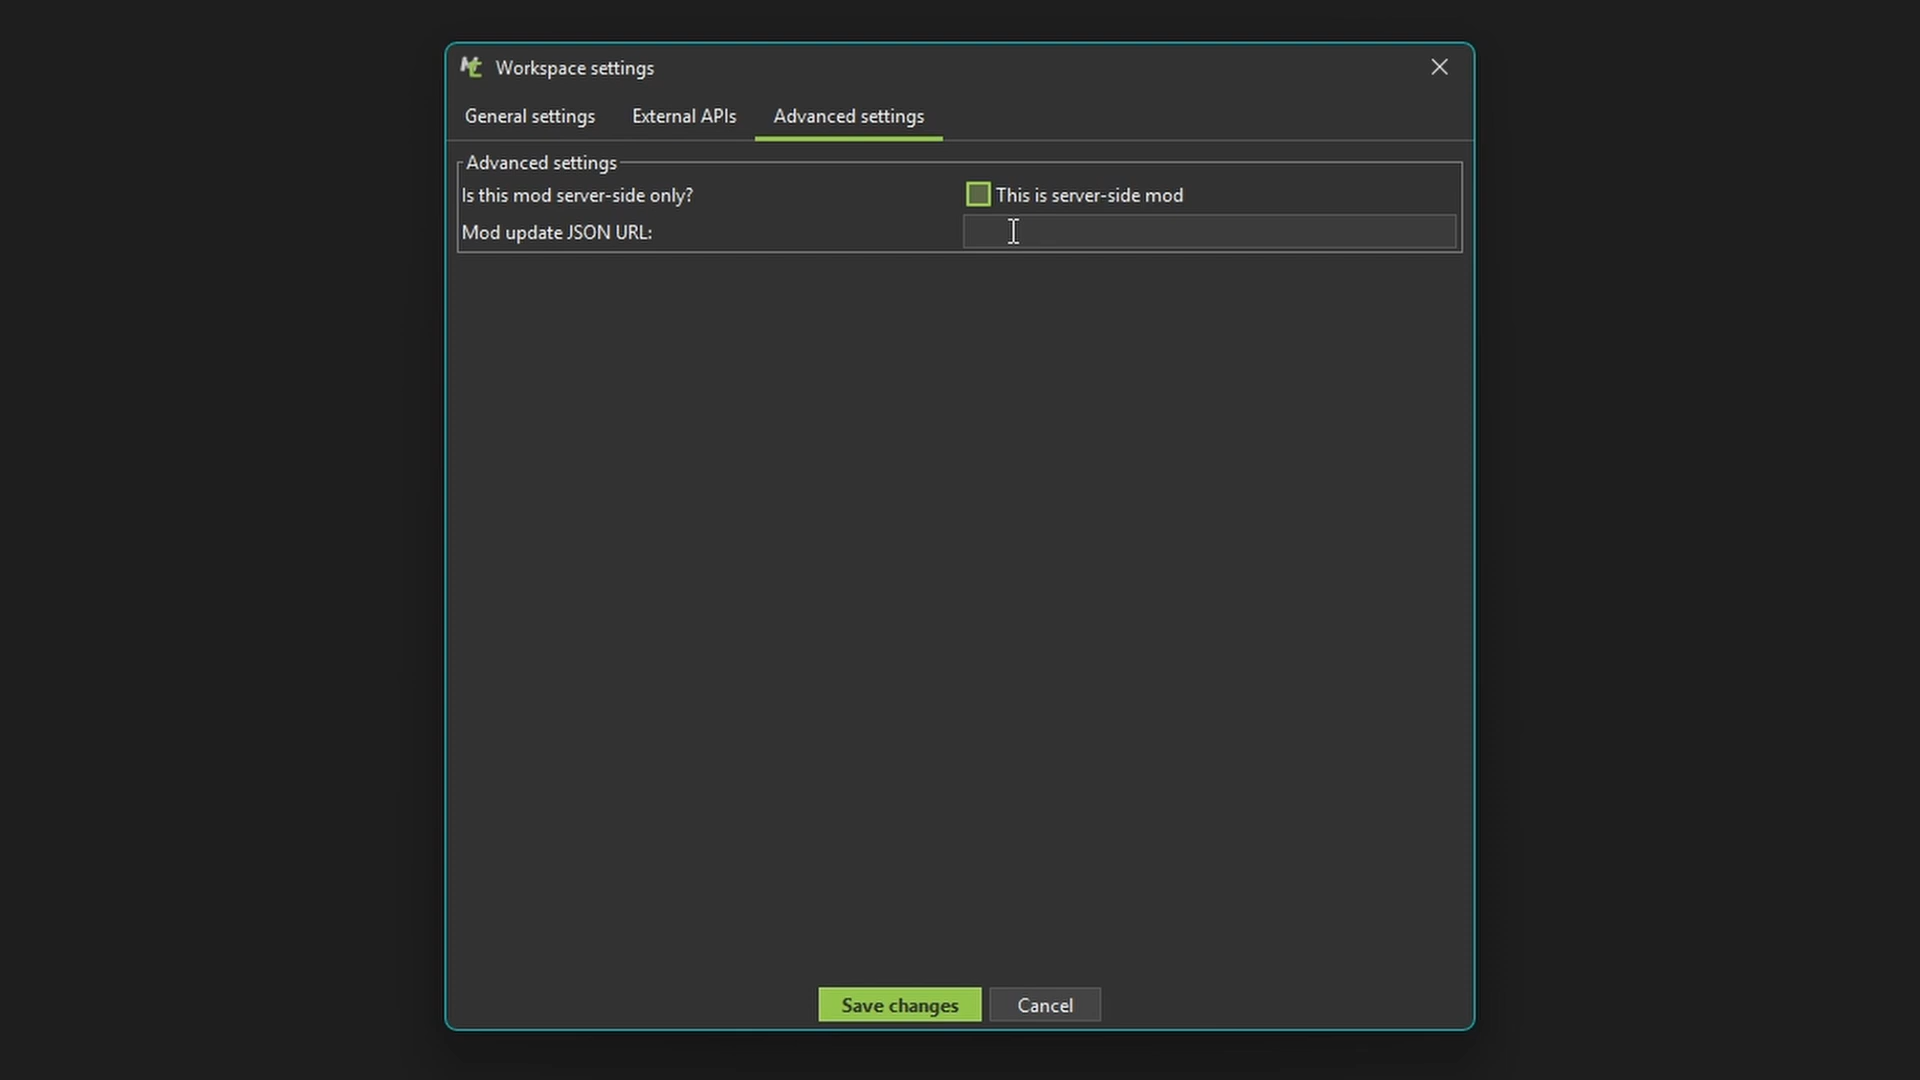 Workspace settings
General settings External APIs Advanced settings
Advanced settings
Is this mod server-side only? This is server-side mod
Mod update JSON URL:
Save changes Cancel